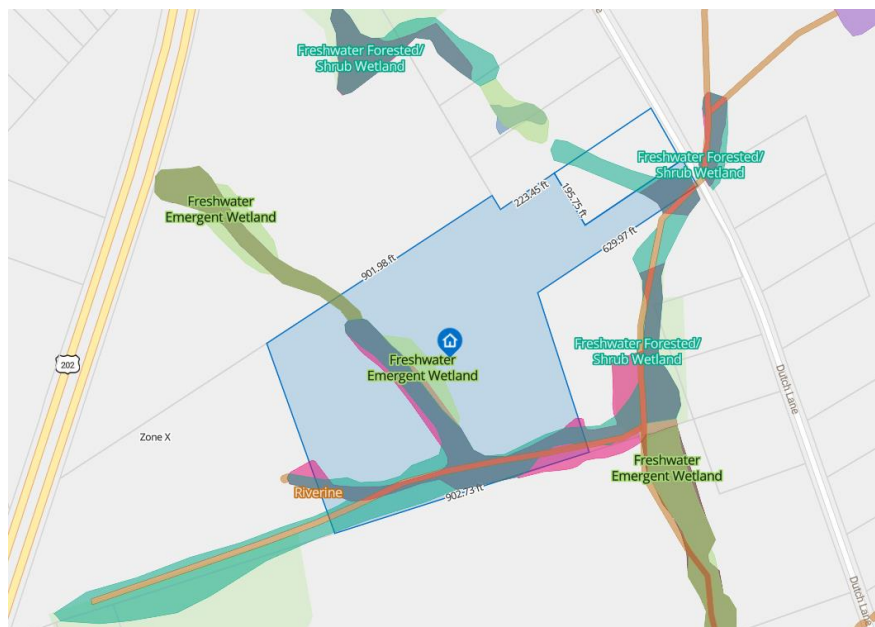 Freshwater Forested/
Shrub Wetland
Freshwater Forested/
Shrub Wetland
195.75 ft
223.45 ft
Freshwater
Emergent Wetland
629.97 ft
901.98 ft
Freshwater Forested/
Shrub Wetland
Freshwater
Emergent Wetland
202
Dutch Lane
Zone X
Freshwater
Emergent Wetland
Riverine
902.73 ft
Dutch Lane